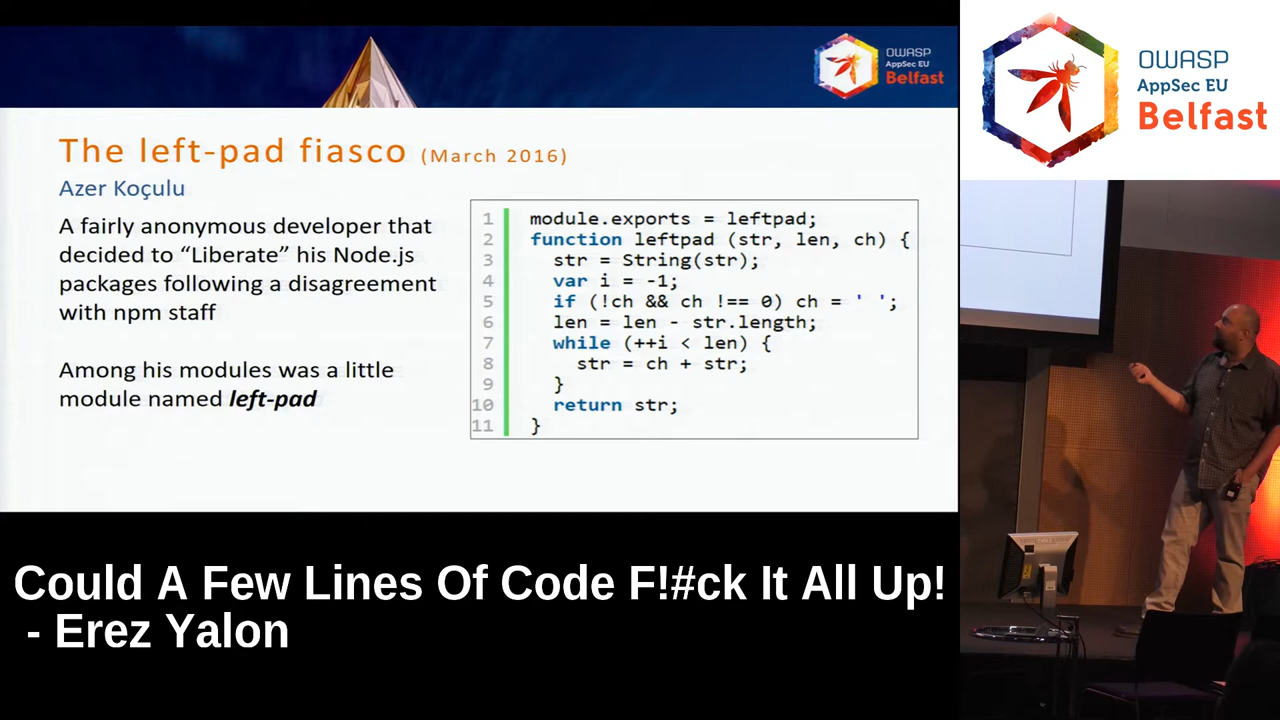 OWASP
AppSec EU
Belfast
OWASP
AppSec EU
Belfast
The left-pad fiasco (March 2016)
Azer Koçulu
A fairly anonymous developer that
decided to “Liberate” his Node.js
packages following a disagreement
with npm staff
Among his modules was a little
module named left-pad
1 module.exports = leftpad;
2 function leftpad (str, len, ch) {
3 str = String(str);
4 var i = -1;
5 if (!ch && ch !== 0) ch = ' ';
6 len = len - str.length;
7 while (++i < len) {
8 str = ch + str;
9 }
10 return str;
11 }
Could A Few Lines Of Code F!#ck It All Up!
- Erez Yalon